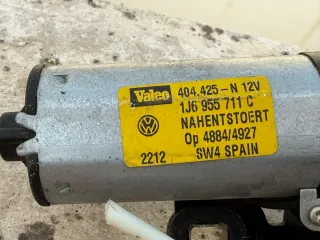 Valeo 404.425-N 12V
1J6 955 711 C
NAHENTSTOERT
Op 4884/4927
2212 SW4 SPAIN